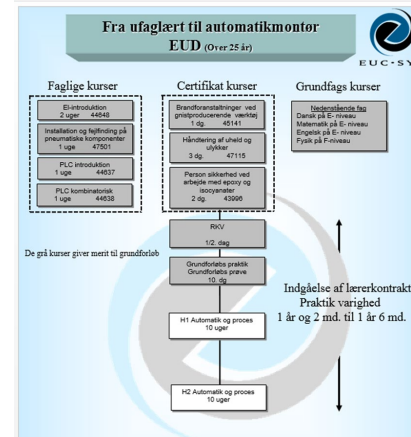 Fra ufaglært til automatikmontør
EUD (Over 25 år)
EUC-SY
Faglige kurser
Certifikat kurser
Grundfags kurser
El-introduktion
2 uger 44648
Installation og fejlfinding på
pneumatiske komponenter
1 uge 47501
PLC introduktion
1 uge 44637
PLC kombinatorisk
1 uge 44638
Brandforanstaltninger ved
gnistproducerende værktøj
1 dg. 45141
Håndtering af uheld og
ulykker
3 dg. 47115
Person sikkerhed ved
arbejde med epoxy og
isocyanater
2 dg. 43996
Nedenstående fag
Dansk på E- niveau
Matematik på E- niveau
Engelsk på E- niveau
Fysik på F-niveau
RKV
1/2. dag
De grå kurser giver merit til grundforløb
Grundforløbs praktik
Grundforløbs prøve
10. dg
Indgåelse af lærerkontrakt
Praktik varighed
1 år og 2 md. til 1 år 6 md.
H1 Automatik og proces
10 uger
H2 Automatik og proces
10 uger